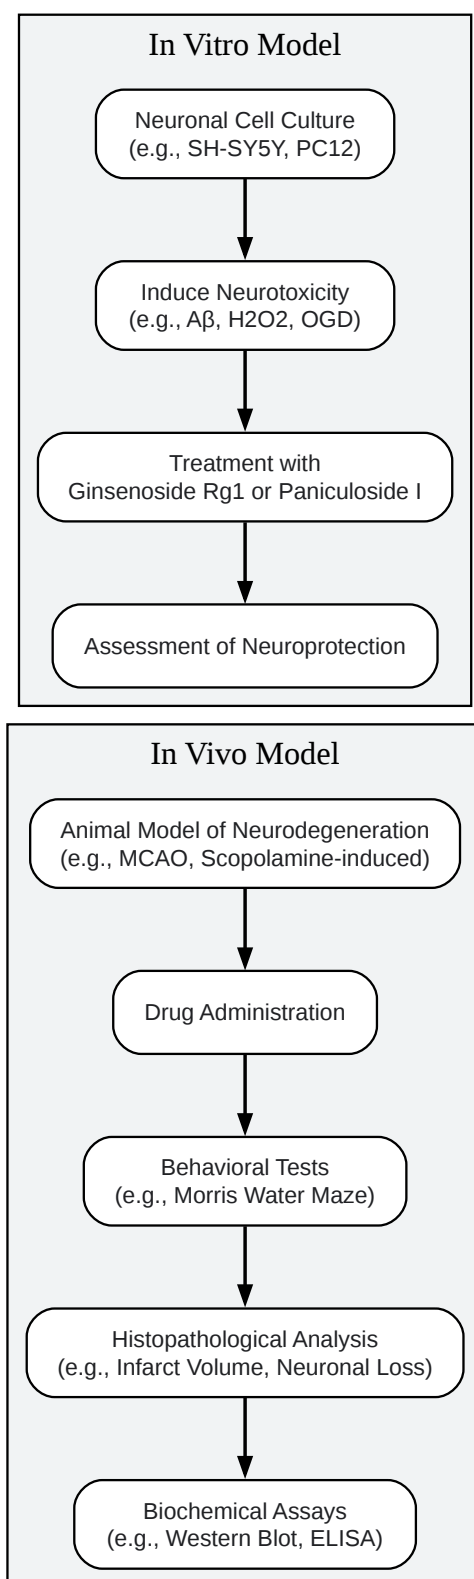 In Vitro Model
Neuronal Cell Culture
(e.g., SH-SY5Y, PC12)
Induce Neurotoxicity
(e.g., Aβ, H2O2, OGD)
Treatment with
Ginsenoside Rg1 or Paniculoside I
Assessment of Neuroprotection
In Vivo Model
Animal Model of Neurodegeneration
(e.g., MCAO, Scopolamine-induced)
Drug Administration
Behavioral Tests
(e.g., Morris Water Maze)
Histopathological Analysis
(e.g., Infarct Volume, Neuronal Loss)
Biochemical Assays
(e.g., Western Blot, ELISA)